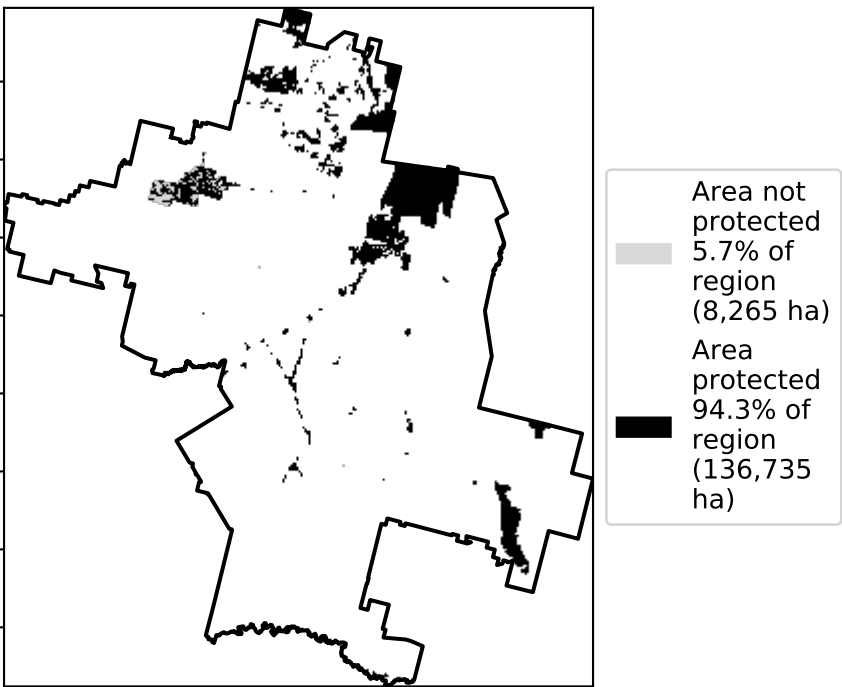 Area not
protected
5.7% of
region
(8,265 ha)
Area
protected
94.3% of
region
(136,735
ha)